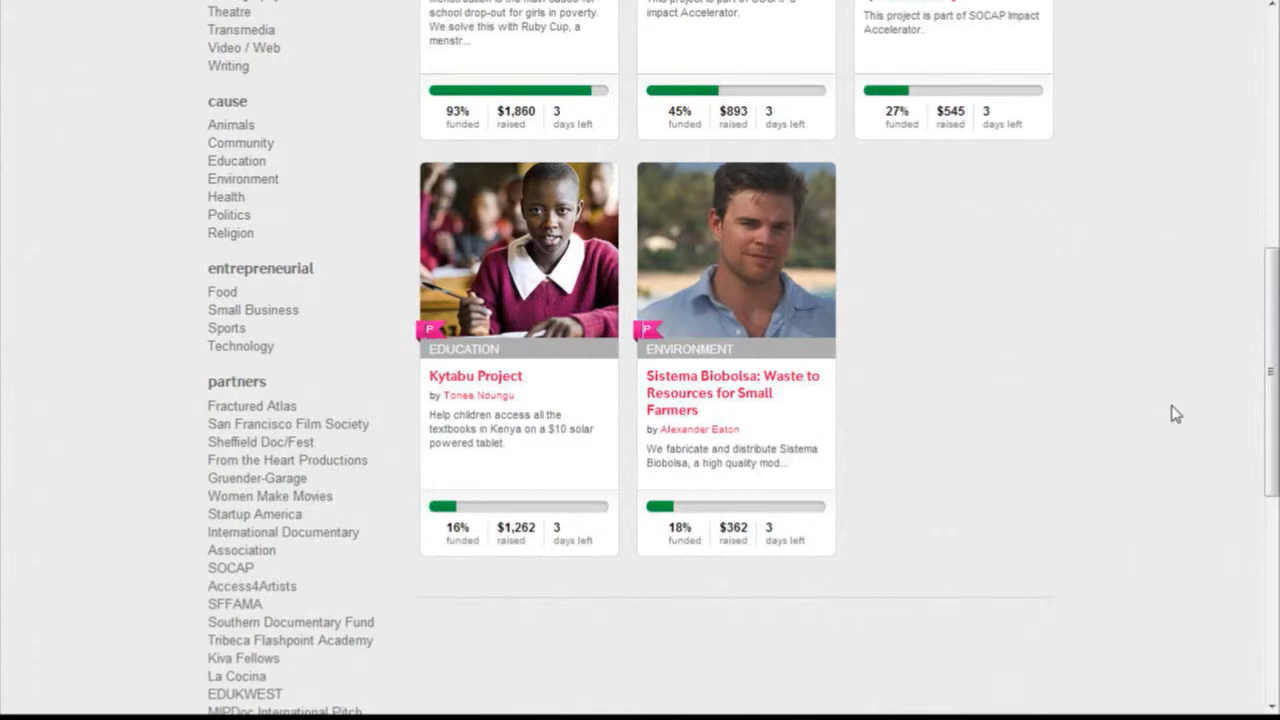 Theatre
Transmedia
Video / Web
Writing
cause
Animals
Community
Education
Environment
Health
Politics
Religion
entrepreneurial
Food
Small Business
Sports
Technology
partners
Fractured Atlas
San Francisco Film Society
Sheffield Doc/Fest
From the Heart Productions
Gruender-Garage
Women Make Movies
Startup America
International Documentary
Association
SOCAP
Access4Artists
SFFAMA
Southern Documentary Fund
Tribeca Flashpoint Academy
Kiva Fellows
La Cocina
EDUKWEST
MIPDoc International Pitch
school drop-out for girls in poverty.
We solve this with Ruby Cup, a
menstr...
93% $1,860 3
funded raised days left
impact Accelerator.
45% $893 3
funded raised days left
This project is part of SOCAP Impact
Accelerator.
27% $545 3
funded raised days left
P
EDUCATION
Kytabu Project
by Tonee Ndungu
Help children access all the
textbooks in Kenya on a $10 solar
powered tablet.
16% $1,262 3
funded raised days left
P
ENVIRONMENT
Sistema Biobolsa: Waste to
Resources for Small
Farmers
by Alexander Eaton
We fabricate and distribute Sistema
Biobolsa, a high quality mod...
18% $362 3
funded raised days left